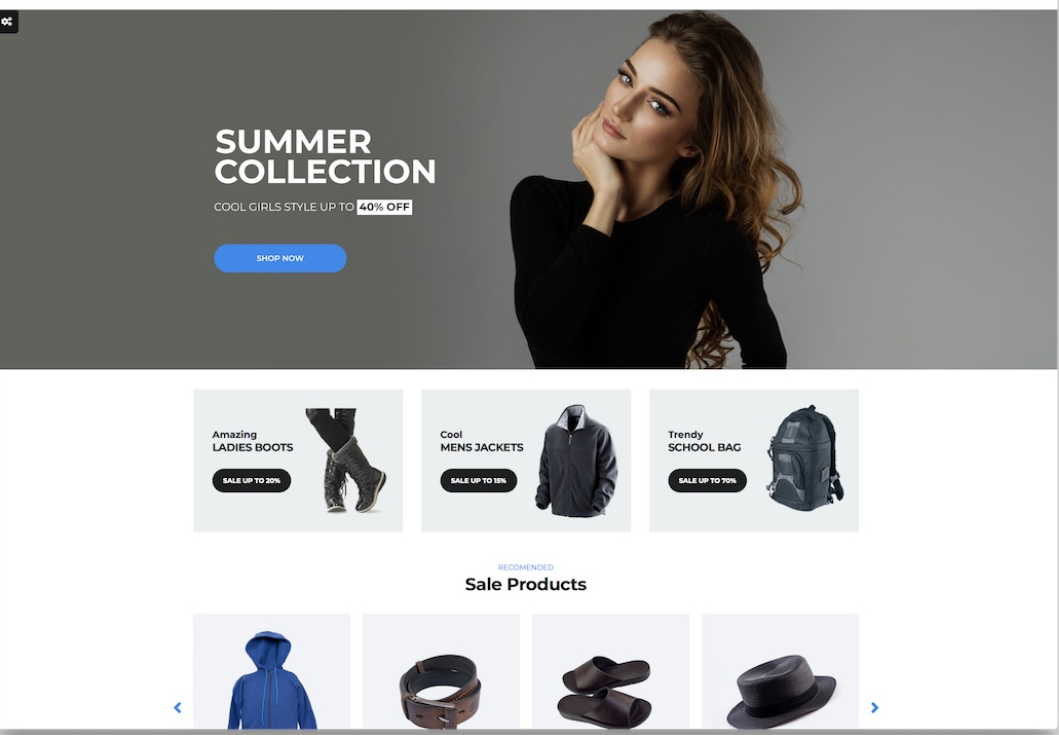 SUMMER
COLLECTION
COOL GIRLS STYLE UP TO 40% OFF
SHOP NOW
Amazing
LADIES BOOTS
SALE UP TO 20%
Cool
MENS JACKETS
SALE UP TO 15%
Trendy
SCHOOL BAG
SALE UP TO 70%
RECOMENDED
Sale Products